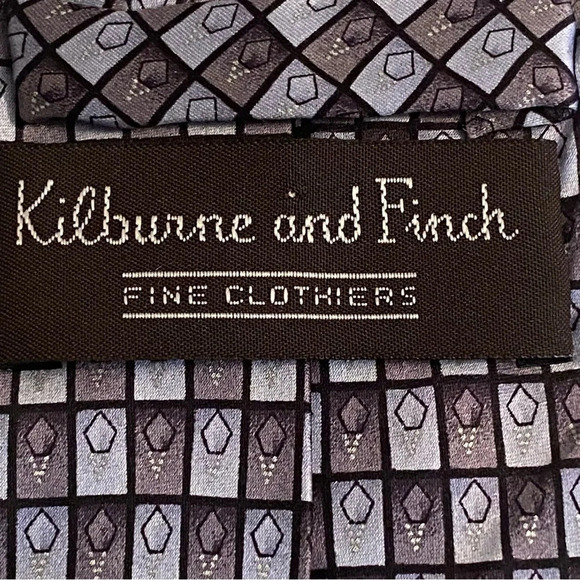 Kilburne and Finch
FINE CLOTHIERS